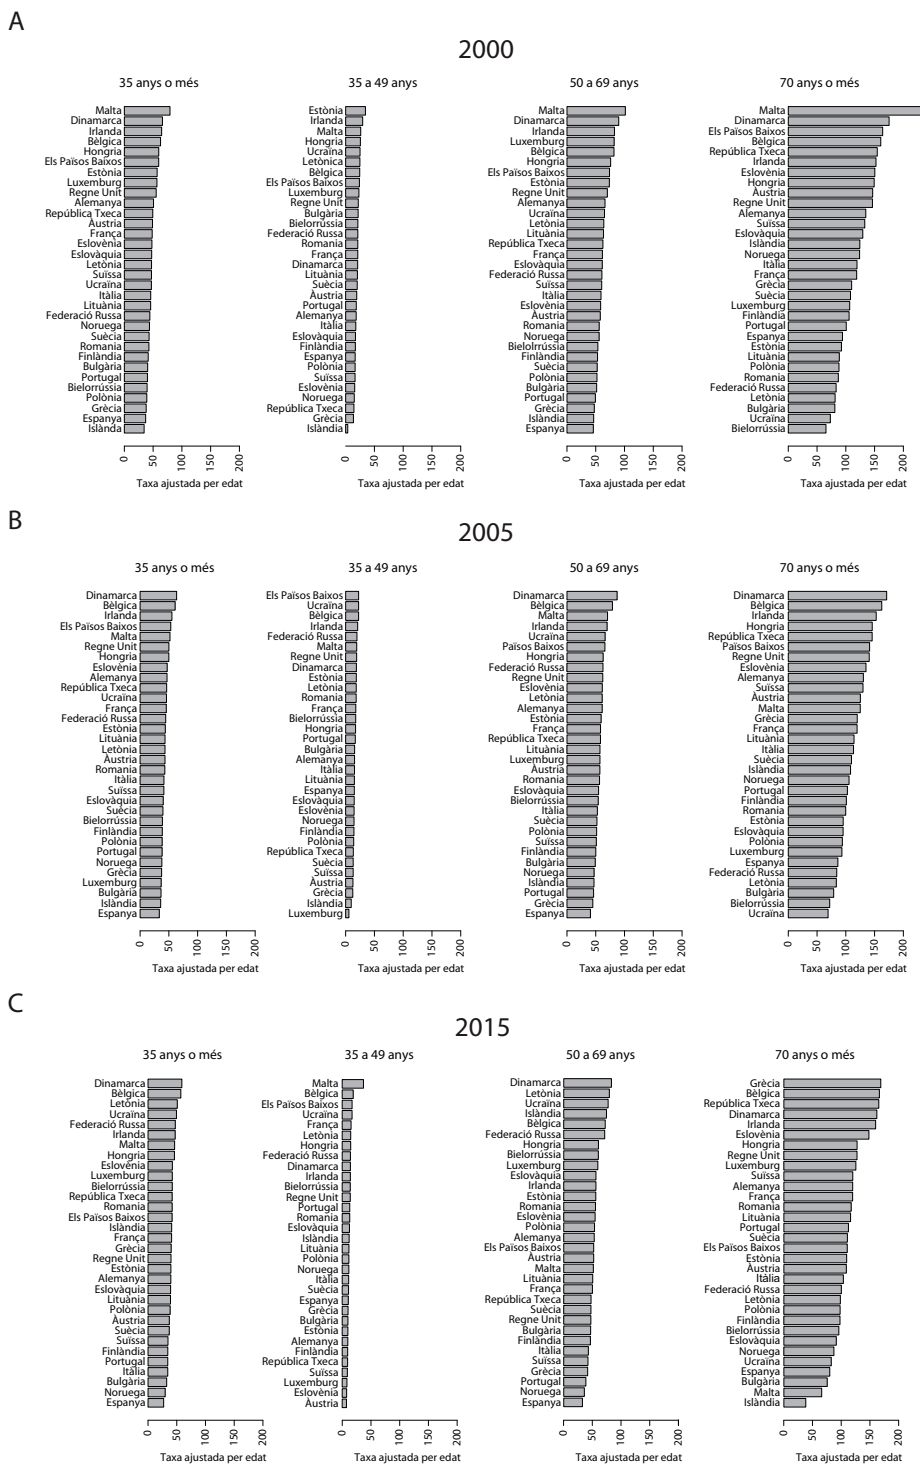 A
2000
35 anys o més
Malta
Dinamarca
Irlanda
Bèlgica
Hongria
Els Països Baixos
Estònia
Luxemburg
Regne Unit
Alemanya
República Txeca
Àustria
França
Eslovènia
Eslovàquia
Letònia
Suïssa
Ucraïna
Itàlia
Lituània
Federació Russa
Noruega
Suècia
Romania
Finlàndia
Bulgària
Portugal
Bielorrússia
Polònia
Grècia
Espanya
Islànda
0 50 100 150 200
Taxa ajustada per edat
35 a 49 anys
Estònia
Irlanda
Malta
Hongria
Ucraïna
Letònica
Bèlgica
Els Països Baixos
Luxemburg
Regne Unit
Bulgària
Bielorússia
Federació Russa
Romania
França
Dinamarca
Lituània
Suècia
Àustria
Portugal
Alemanya
Itàlia
Eslovàquia
Finlàndia
Espanya
Polònia
Suïssa
Eslovènia
Noruega
República Txeca
Grècia
Islàndia
0 50 100 150 200
Taxa ajustada per edat
50 a 69 anys
Malta
Dinamarca
Irlanda
Luxemburg
Bèlgica
Hongria
Els Països Baixos
Estònia
Regne Unit
Alemanya
Ucraïna
Letònia
Lituània
República Txeca
França
Eslovàquia
Federació Russa
Suïssa
Itàlia
Eslovènia
Àustria
Romania
Noruega
Bielolrrússia
Finlàndia
Suècia
Polònia
Bulgària
Portugal
Grècia
Islàndia
Espanya
0 50 100 150 200
Taxa ajustada per edat
70 anys o més
Malta
Dinamarca
Els Països Baixos
Bèlgica
República Txeca
Irlanda
Eslovènia
Hongria
Àustria
Regne Unit
Alemanya
Suïssa
Eslovàquia
Islàndia
Noruega
Itàlia
França
Grècia
Suècia
Luxemburg
Finlàndia
Portugal
Espanya
Estònia
Lituània
Polònia
Romania
Federació Russa
Letònia
Bulgària
Ucraïna
Bielorrússia
0 50 100 150 200
Taxa ajustada per edat
B
2005
35 anys o més
Dinamarca
Bèlgica
Irlanda
Els Països Baixos
Malta
Regne Unit
Hongria
Eslovènia
Alemanya
República Txeca
Ucraïna
França
Federació Russa
Estònia
Lituània
Letònia
Àustria
Romania
Itàlia
Suïssa
Eslovàquia
Suècia
Bielorússia
Finlàndia
Polònia
Portugal
Noruega
Grècia
Luxemburg
Bulgària
Islàndia
Espanya
0 50 100 150 200
Taxa ajustada per edat
35 a 49 anys
Els Països Baixos
Ucraïna
Bèlgica
Irlanda
Federació Russa
Malta
Regne Unit
Dinamarca
Estònia
Letònia
Romania
França
Bielorrússia
Hongria
Portugal
Bulgària
Alemanya
Itàlia
Lituània
Espanya
Eslovàquia
Eslovènia
Noruega
Finlàndia
Polònia
República Txeca
Suècia
Suïssa
Àustria
Grècia
Islàndia
Luxemburg
0 50 100 150 200
Taxa ajustada per edat
50 a 69 anys
Dinamarca
Bèlgica
Malta
Irlanda
Ucraïna
Països Baixos
Hongria
Federació Russa
Regne Unit
Eslovènia
Letònia
Alemanya
Estònia
França
República Txeca
Lituània
Luxemburg
Àustria
Romania
Eslovàquia
Bielorrússia
Itàlia
Suècia
Polònia
Suïssa
Finlàndia
Bulgària
Noruega
Islàndia
Portugal
Grècia
Espanya
0 50 100 150 200
Taxa ajustada per edat
70 anys o més
Dinamarca
Bèlgica
Irlanda
Hongria
República Txeca
Països Baixos
Regne Unit
Eslovènia
Alemanya
Suïssa
Àustria
Malta
Grècia
França
Lituània
Itàlia
Suècia
Islàndia
Noruega
Portugal
Finlàndia
Romania
Estònia
Eslovàquia
Polònia
Luxemburg
Espanya
Federació Russa
Letònia
Bulgària
Bielorrússia
Ucraïna
0 50 100 150 200
Taxa ajustada per edat
C
2015
35 anys o més
Dinamarca
Bèlgica
Letònia
Ucraïna
Federació Russa
Irlanda
Malta
Hongria
Eslovènia
Luxemburg
Bielorrússia
República Txeca
Romania
Els Països Baixos
Islàndia
França
Grècia
Regne Unit
Estònia
Alemanya
Eslovàquia
Lituània
Polònia
Àustria
Suècia
Suïssa
Finlàndia
Portugal
Itàlia
Bulgària
Noruega
Espanya
0 50 100 150 200
Taxa ajustada per edat
35 a 49 anys
Malta
Bèlgica
Els Països Baixos
Ucraïna
França
Letònia
Hongria
Federació Russa
Dinamarca
Irlanda
Bielorrússia
Regne Unit
Portugal
Romania
Eslovàquia
Islàndia
Lituània
Polònia
Noruega
Itàlia
Suècia
Espanya
Grècia
Bulgària
Estònia
Alemanya
Finlàndia
República Txeca
Suïssa
Luxemburg
Eslovènia
Àustria
0 50 100 150 200
Taxa ajustada per edat
50 a 69 anys
Dinamarca
Letònia
Ucraïna
Islàndia
Bèlgica
Federació Russa
Hongria
Bielorrússia
Luxemburg
Eslovàquia
Irlanda
Estònia
Romania
Eslovènia
Polònia
Alemanya
Els Països Baixos
Àustria
Malta
Lituània
França
República Txeca
Suècia
Regne Unit
Bulgària
Finlàndia
Itàlia
Suïssa
Grècia
Portugal
Noruega
Espanya
0 50 100 150 200
Taxa ajustada per edat
70 anys o més
Grècia
Bèlgica
República Txeca
Dinamarca
Irlanda
Eslovènia
Hongria
Regne Unit
Luxemburg
Suïssa
Alemanya
França
Romania
Lituània
Portugal
Suècia
Els Països Baixos
Estònia
Àustria
Itàlia
Federació Russa
Letònia
Polònia
Finlàndia
Bielorrússia
Eslovàquia
Noruega
Ucraïna
Espanya
Bulgària
Malta
Islàndia
0 50 100 150 200
Taxa ajustada per edat